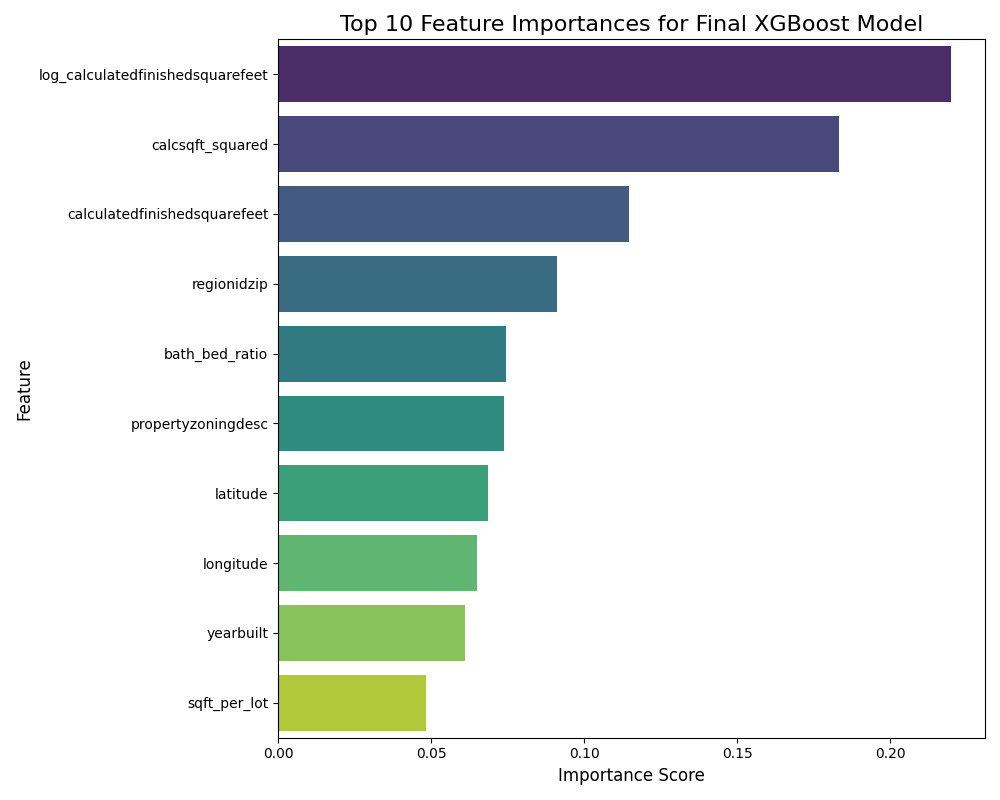 Top 10 Feature Importances for Final XGBoost Model
log_calculatedfinishedsquarefeet
calcsqft_squared
calculatedfinishedsquarefeet
regionidzip
bath_bed_ratio
propertyzoningdesc
latitude
longitude
yearbuilt
sqft_per_lot
Feature
0.00 0.05 0.10 0.15 0.20
Importance Score